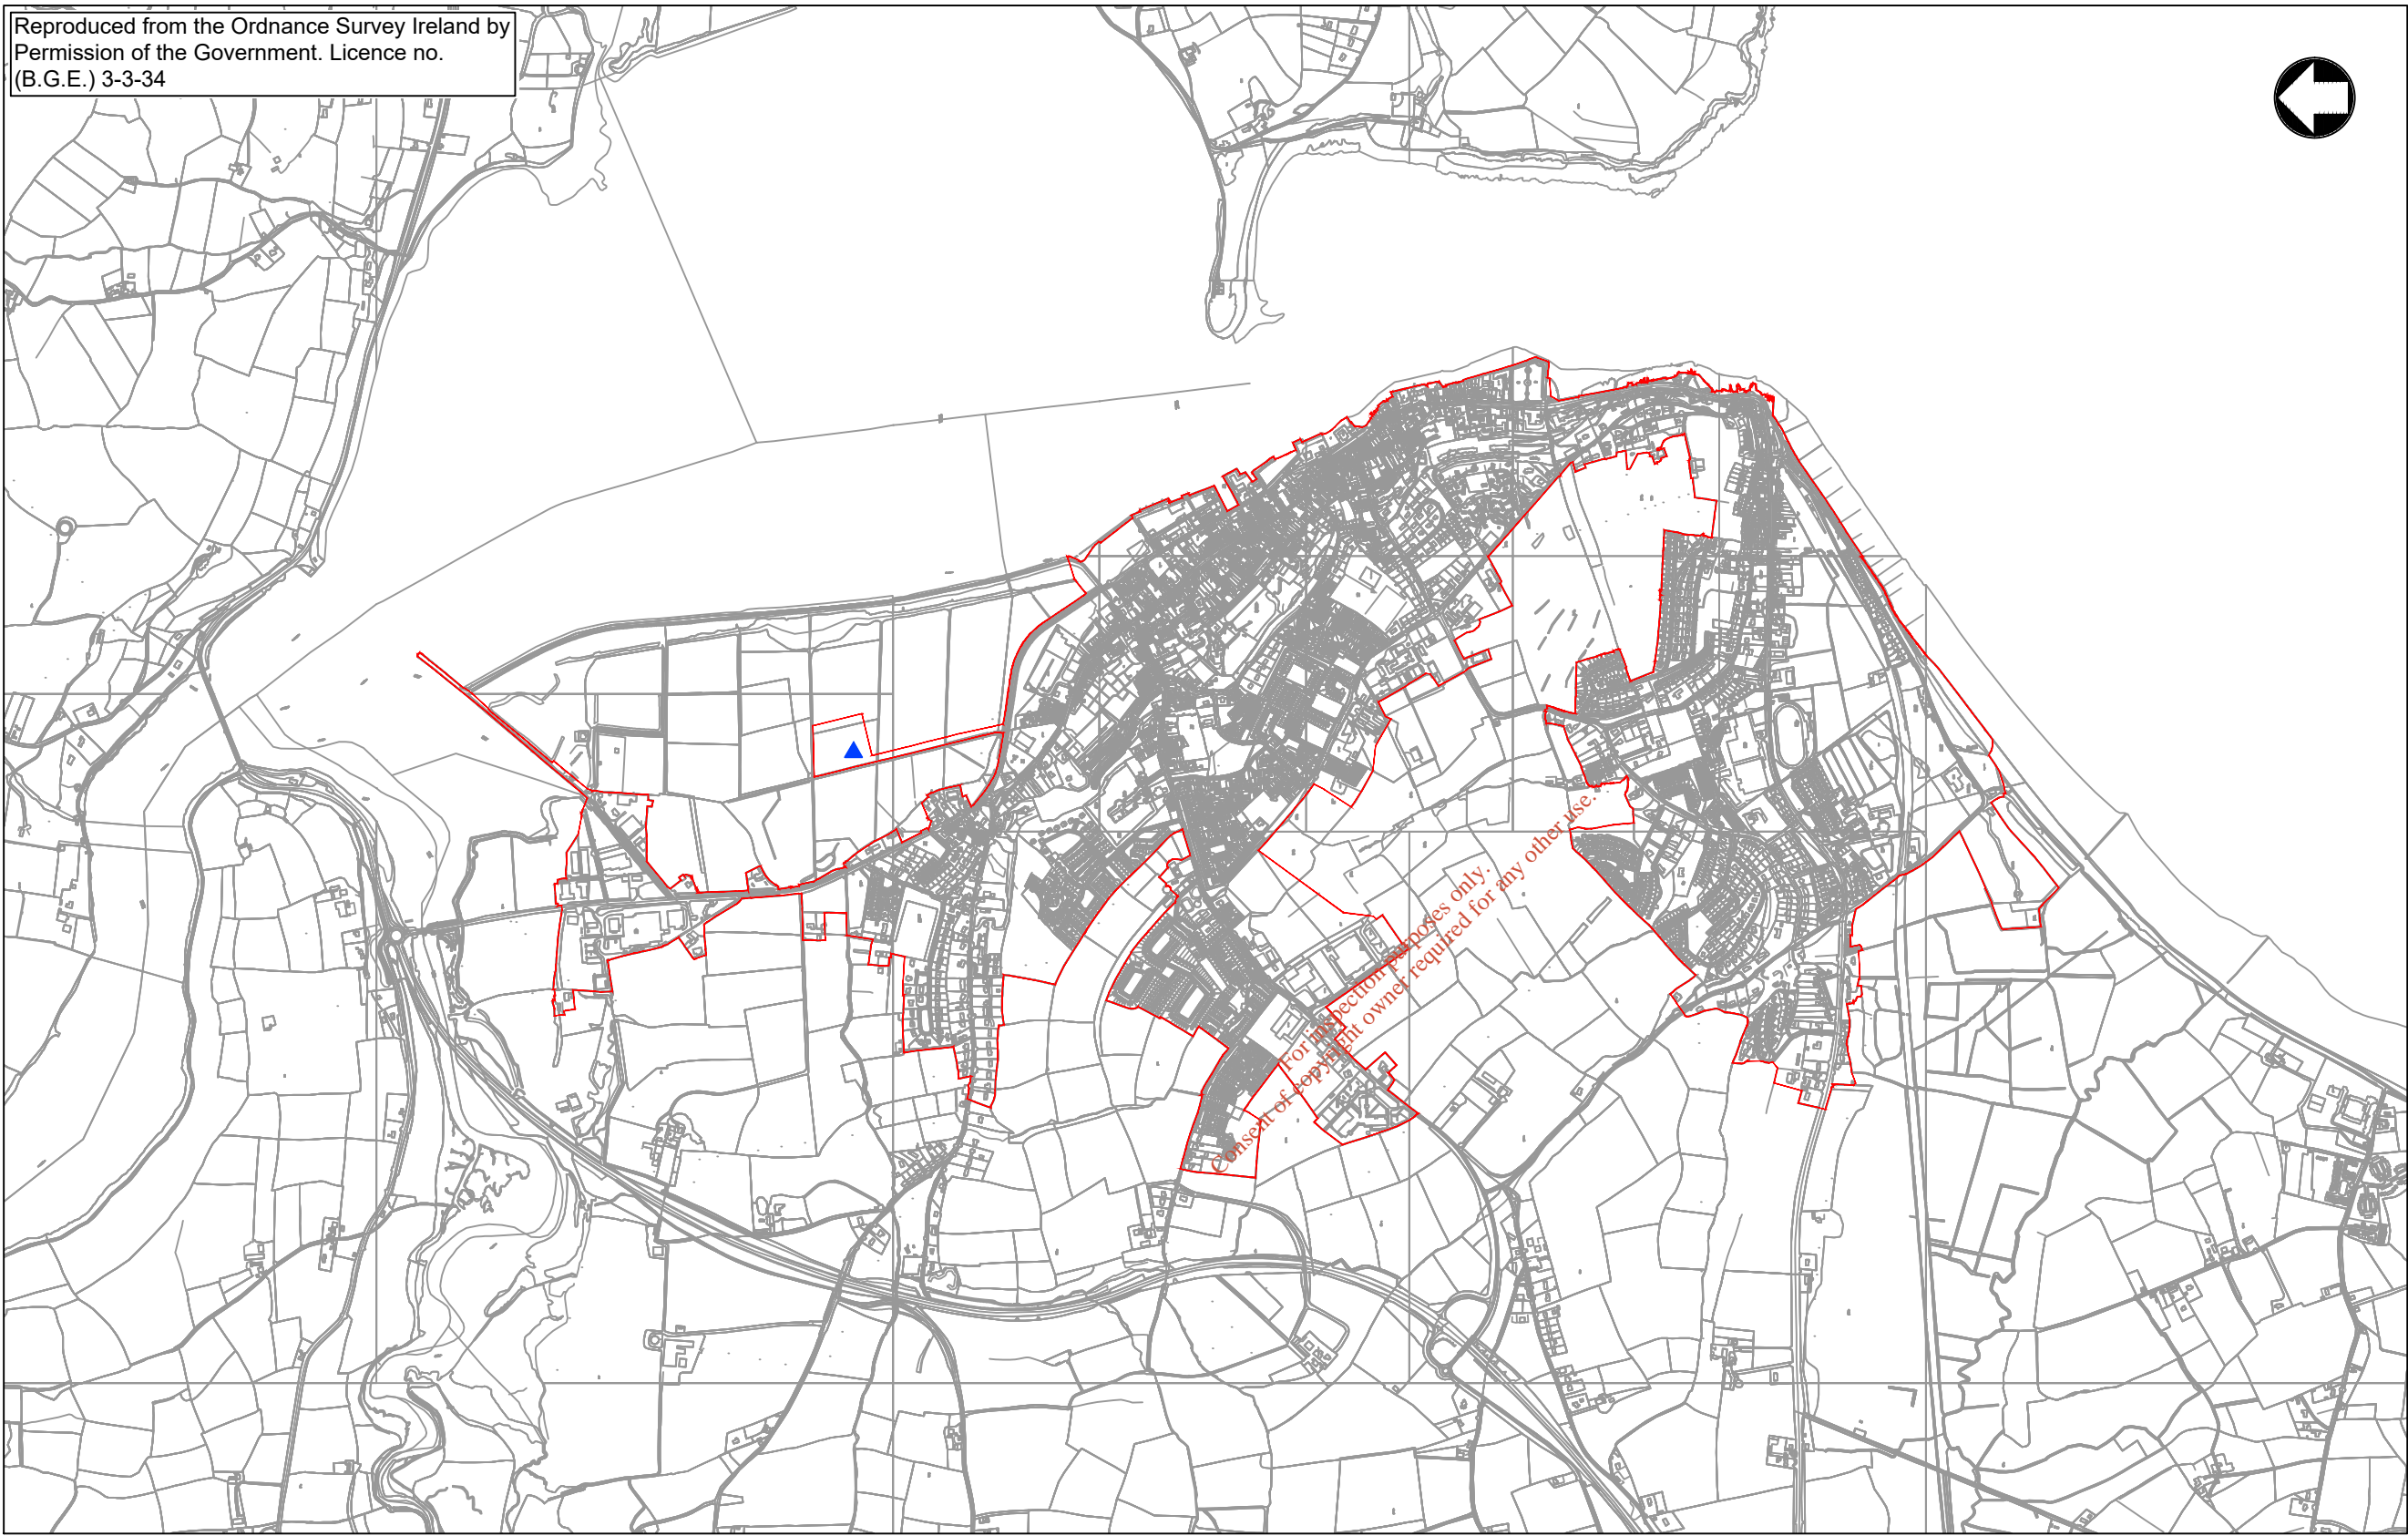 Reproduced from the Ordnance Survey Ireland by
Permission of the Government. Licence no.
(B.G.E.) 3-3-34
For inspection purposes only.
Consent of copyright owner required for any other use.